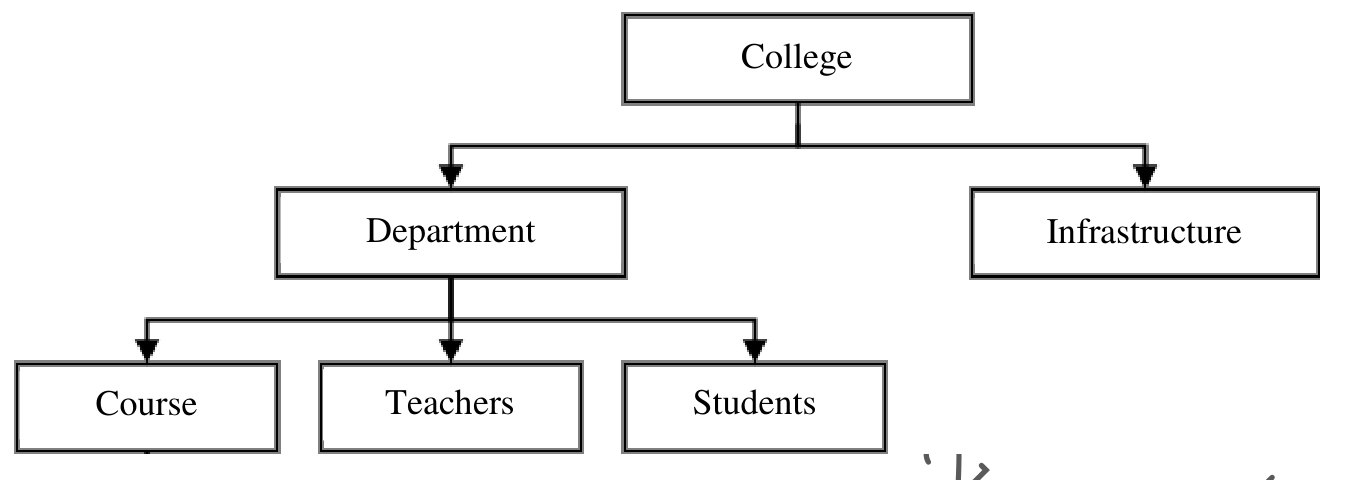 College
Department
Infrastructure
Course
Teachers
Students